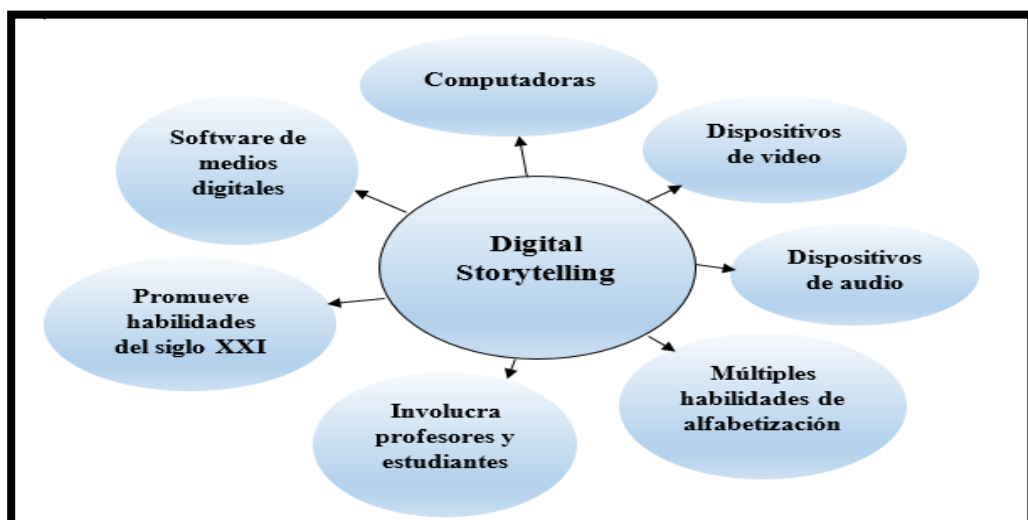 Computadoras
Software de
medios
digitales
Dispositivos
de video
Digital
Storytelling
Dispositivos
de audio
Promueve
habilidades
del siglo XXI
Múltiples
habilidades de
alfabetización
Involucra
profesores y
estudiantes